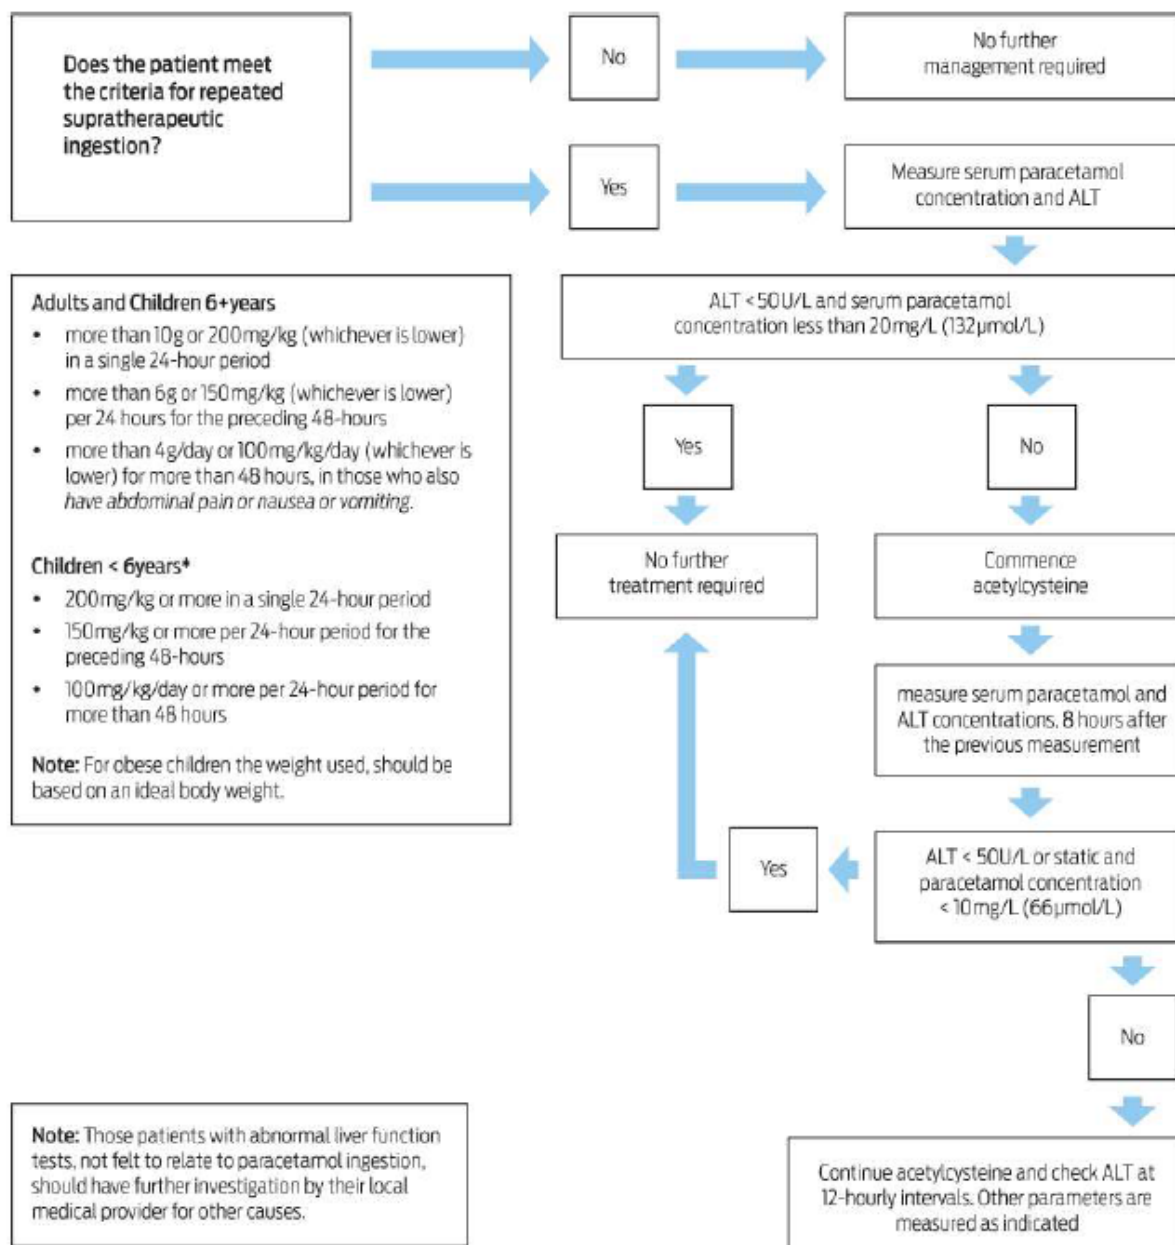 Does the patient meet
the criteria for repeated
supratherapeutic
ingestion?
No
No further
management required
Yes
Measure serum paracetamol
concentration and ALT
Adults and Children 6+years
• more than 10g or 200mg/kg (whichever is lower)
in a single 24-hour period
• more than 6g or 150mg/kg (whichever is lower)
per 24 hours for the preceding 48-hours
• more than 4g/day or 100mg/kg/day (whichever is
lower) for more than 48 hours, in those who also
have abdominal pain or nausea or vomiting.
Children < 6years*
• 200mg/kg or more in a single 24-hour period
• 150mg/kg or more per 24-hour period for the
preceding 48-hours
• 100mg/kg/day or more per 24-hour period for
more than 48 hours
Note: For obese children the weight used, should be
based on an ideal body weight.
ALT <50U/L and serum paracetamol
concentration less than 20mg/L (132μmol/L)
Yes
No
No further
treatment required
Commence
acetylcysteine
measure serum paracetamol and
ALT concentrations. 8 hours after
the previous measurement
Yes
ALT < 50U/L or static and
paracetamol concentration
< 10mg/L (66μmol/L)
No
Note: Those patients with abnormal liver function
tests, not felt to relate to paracetamol ingestion,
should have further investigation by their local
medical provider for other causes.
Continue acetylcysteine and check ALT at
12-hourly intervals. Other parameters are
measured as indicated